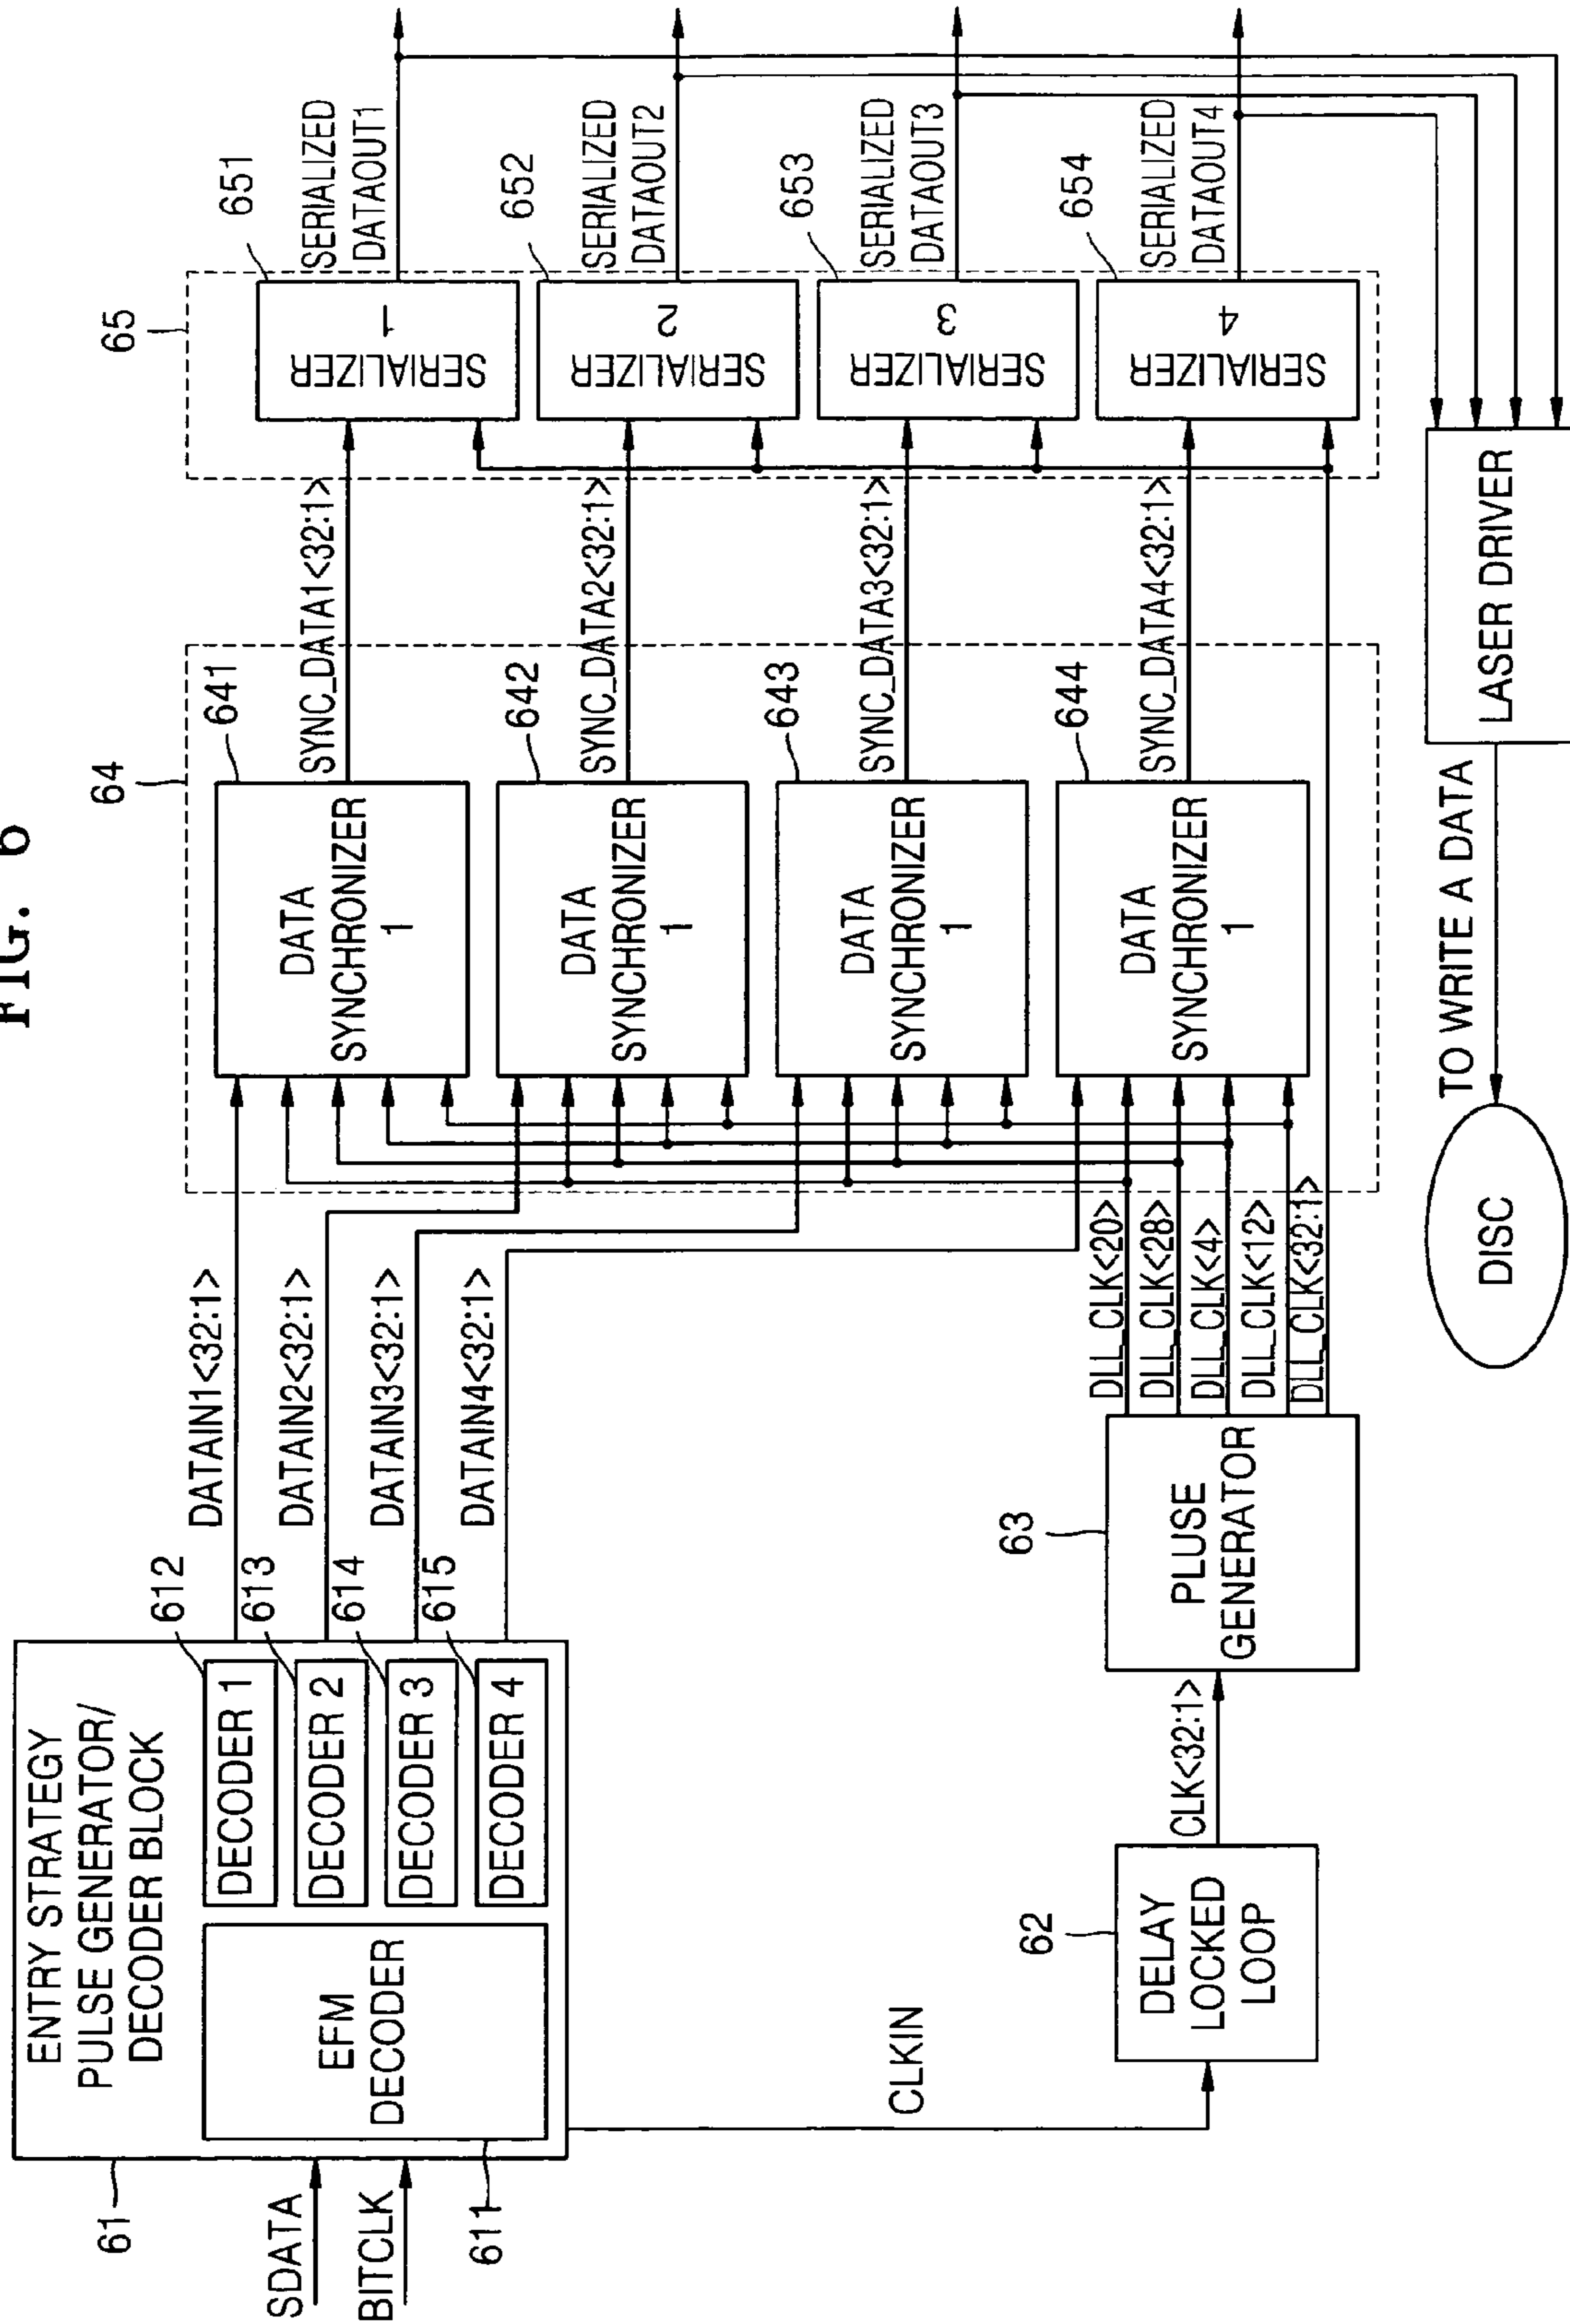 FIG. 6
61
ENTRY STRATEGY
PULSE GENERATOR/
DECODER BLOCK
SDATA
BITCLK
611
EFM
DECODER
612
DECODER 1
613
DECODER 2
614
DECODER 3
615
DECODER 4
DATAIN1<32:1>
DATAIN2<32:1>
DATAIN3<32:1>
DATAIN4<32:1>
CLKIN
62
DELAY
LOCKED
LOOP
CLK<32:1>
63
PLUSE
GENERATOR
DLL_CLK<20>
DLL_CLK<28>
DLL_CLK<4>
DLL_CLK<12>
DLL_CLK<32:1>
64
641
DATA
SYNCHRONIZER
1
642
DATA
SYNCHRONIZER
1
643
DATA
SYNCHRONIZER
1
644
DATA
SYNCHRONIZER
1
SYNC_DATA1<32:1>
SYNC_DATA2<32:1>
SYNC_DATA3<32:1>
SYNC_DATA4<32:1>
65
651
SERIALIZER
1
652
SERIALIZER
2
653
SERIALIZER
3
654
SERIALIZER
4
SERIALIZED
DATAOUT1
SERIALIZED
DATAOUT2
SERIALIZED
DATAOUT3
SERIALIZED
DATAOUT4
LASER DRIVER
TO WRITE A DATA
DISC